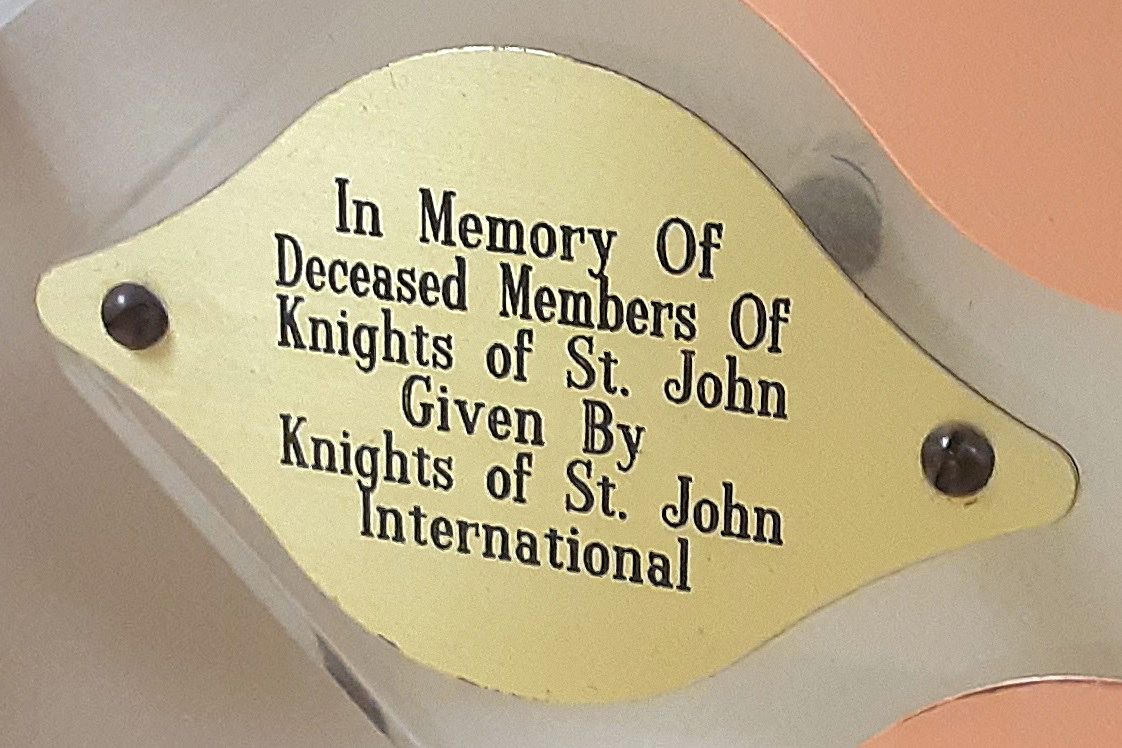 In Memory Of
Deceased Members Of
Knights of St. John
Given By
Knights of St. John
International